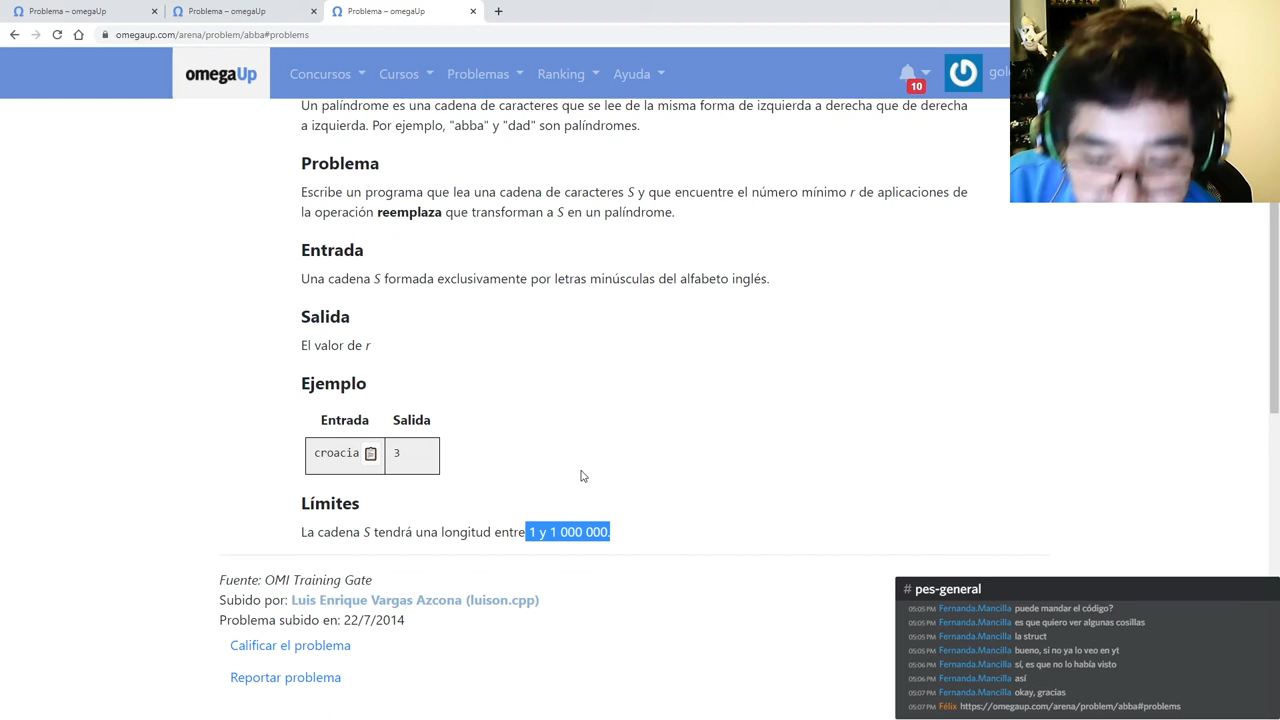 Problema – omegaUp
Problema – omegaUp
Problema – omegaUp
omegaup.com/arena/problem/abba#problems
omegaUp
Concursos
Cursos
Problemas
Ranking
Ayuda
10
Un palíndrome es una cadena de caracteres que se lee de la misma forma de izquierda a derecha que de derecha
a izquierda. Por ejemplo, "abba" y "dad" son palíndromes.
Problema
Escribe un programa que lea una cadena de caracteres S y que encuentre el número mínimo r de aplicaciones de
la operación reemplaza que transforman a S en un palíndrome.
Entrada
Una cadena S formada exclusivamente por letras minúsculas del alfabeto inglés.
Salida
El valor de r
Ejemplo
Entrada Salida
croacia 3
Límites
La cadena S tendrá una longitud entre 1 y 1 000 000.
Fuente: OMI Training Gate
Subido por: Luis Enrique Vargas Azcona (luison.cpp)
Problema subido en: 22/7/2014
Calificar el problema
Reportar problema
# pes-general
05:05 PM Fernanda.Mancilla puede mandar el código?
05:05 PM Fernanda.Mancilla es que quiero ver algunas cosillas
05:05 PM Fernanda.Mancilla la struct
05:05 PM Fernanda.Mancilla bueno, si no ya lo veo en yt
05:06 PM Fernanda.Mancilla sí, es que no lo había visto
05:06 PM Fernanda.Mancilla así
05:07 PM Fernanda.Mancilla okay, gracias
05:07 PM Félix https://omegaup.com/arena/problem/abba#problems